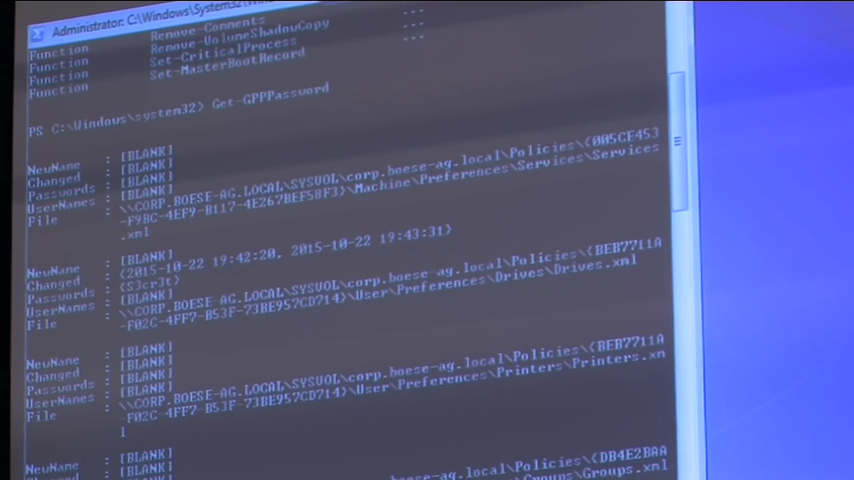 Administrator: C:\Windows\System32\Win
Function Remove-Comments ...
Function Remove-VolumeShadowCopy ...
Function Set-CriticalProcess ...
Function Set-MasterBootRecord
PS C:\Windows\system32> Get-GPPPassword
NewName : [BLANK]
Changed : [BLANK]
Passwords : [BLANK]
UserNames : [BLANK]
File : \\CORP.BOESE-AG.LOCAL\SYSVOL\corp.boese-ag.local\Policies\{005CE453
-F9BC-4EF9-B117-4E267BEF58F3}\Machine\Preferences\Services\Services
.xml
NewName : [BLANK]
Changed : {2015-10-22 19:42:20, 2015-10-22 19:43:31}
Passwords : {S3cr3t}
UserNames : [BLANK]
File : \\CORP.BOESE-AG.LOCAL\SYSVOL\corp.boese-ag.local\Policies\{BEB7711A
-F02C-4FF7-B53F-73BE957CD714}\User\Preferences\Drives\Drives.xml
NewName : [BLANK]
Changed : [BLANK]
Passwords : [BLANK]
UserNames : [BLANK]
File : \\CORP.BOESE-AG.LOCAL\SYSVOL\corp.boese-ag.local\Policies\{BEB7711A
-F02C-4FF7-B53F-73BE957CD714}\User\Preferences\Printers\Printers.xm
l
NewName : [BLANK]
Changed : [BLANK]
boese-ag.local\Policies\{DB4E2BAA
Groups\Groups.xml